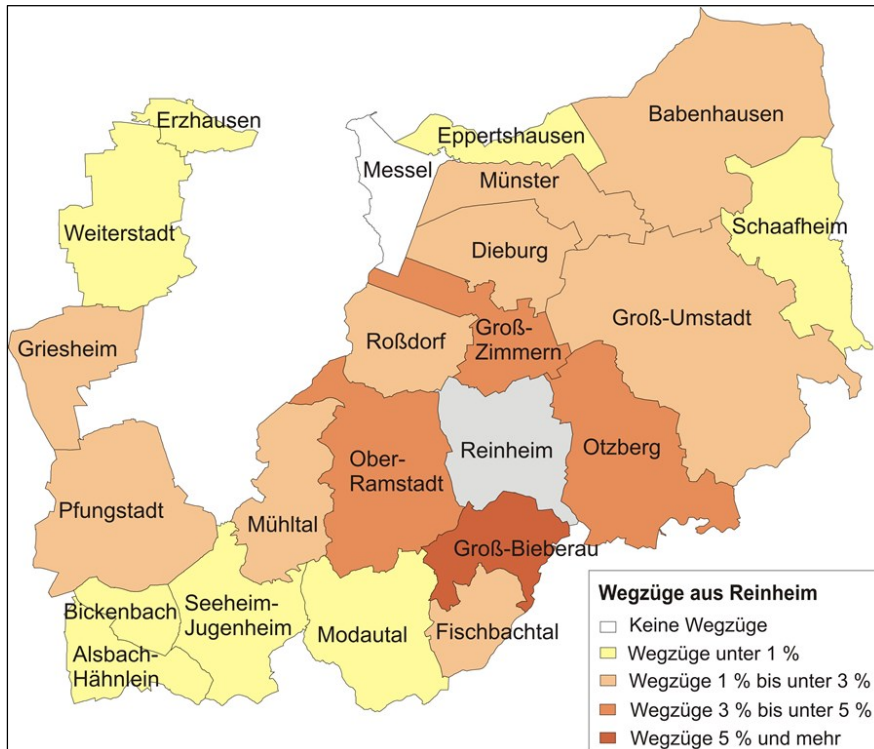 Erzhausen
Babenhausen
Eppertshausen
Messel
Münster
Weiterstadt
Schaafheim
Dieburg
Groß-Umstadt
Griesheim
Roßdorf
Groß-
Zimmern
Reinheim
Otzberg
Ober-
Ramstadt
Pfungstadt
Mühltal
Groß-Bieberau
Bickenbach
Seeheim-
Jugenheim
Modautal
Fischbachtal
Alsbach-
Hähnlein
Wegzüge aus Reinheim
Keine Wegzüge
Wegzüge unter 1 %
Wegzüge 1 % bis unter 3 %
Wegzüge 3 % bis unter 5 %
Wegzüge 5 % und mehr